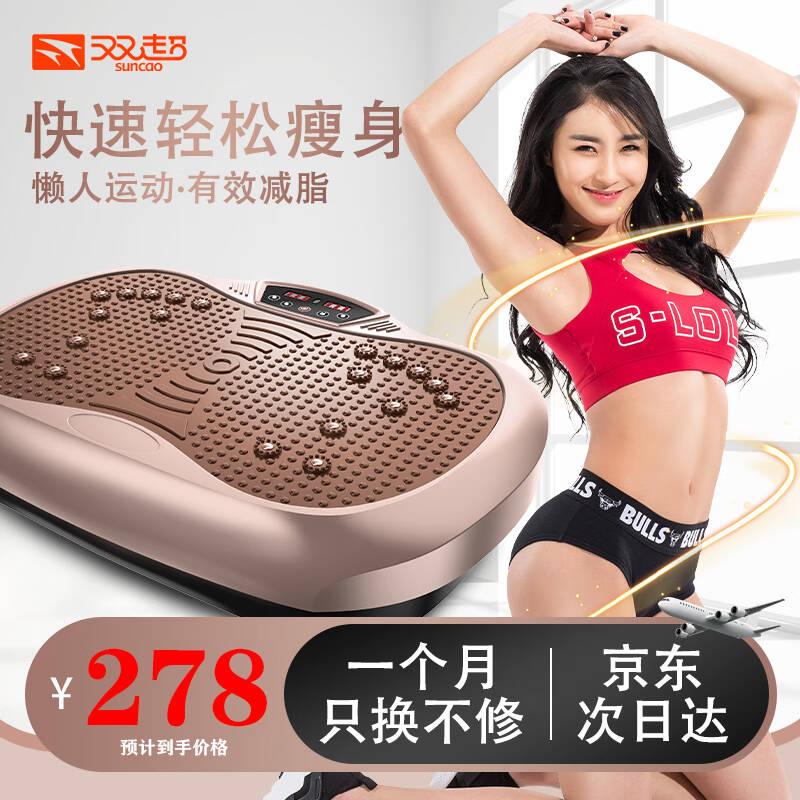 双超
suncao
快速轻松瘦身
懒人运动·有效减脂
S-LOL
BULLS
BULLS
LLS
¥278
预计到手价格
一个月
只换不修
京东
次日达